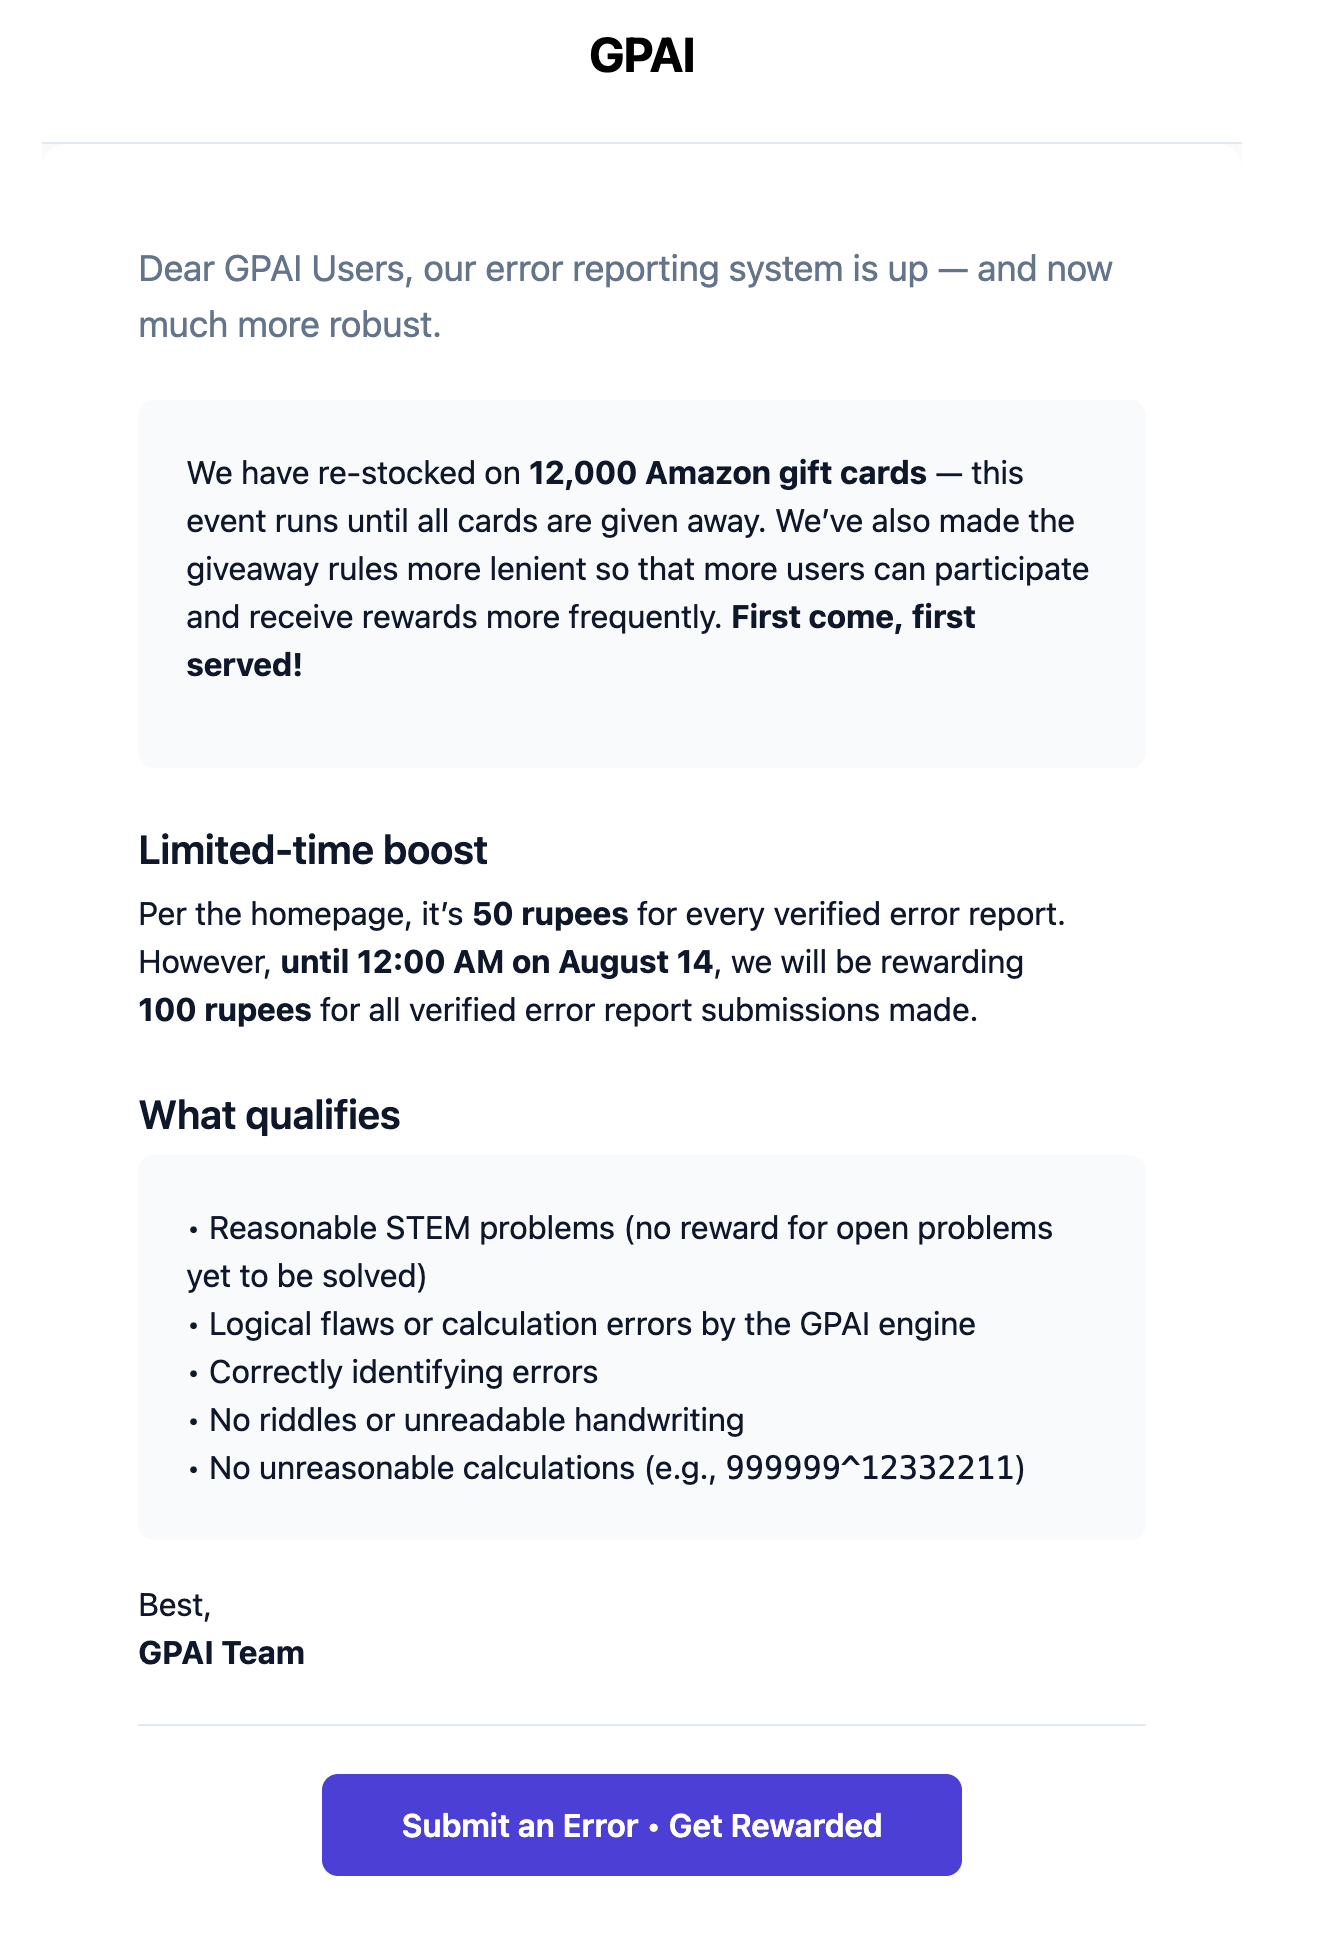 GPAI
Dear GPAI Users, our error reporting system is up — and now
much more robust.
We have re-stocked on 12,000 Amazon gift cards — this
event runs until all cards are given away. We’ve also made the
giveaway rules more lenient so that more users can participate
and receive rewards more frequently. First come, first
served!
Limited-time boost
Per the homepage, it’s 50 rupees for every verified error report.
However, until 12:00 AM on August 14, we will be rewarding
100 rupees for all verified error report submissions made.
What qualifies
• Reasonable STEM problems (no reward for open problems
yet to be solved)
• Logical flaws or calculation errors by the GPAI engine
• Correctly identifying errors
• No riddles or unreadable handwriting
• No unreasonable calculations (e.g., 999999^12332211)
Best,
GPAI Team
Submit an Error • Get Rewarded